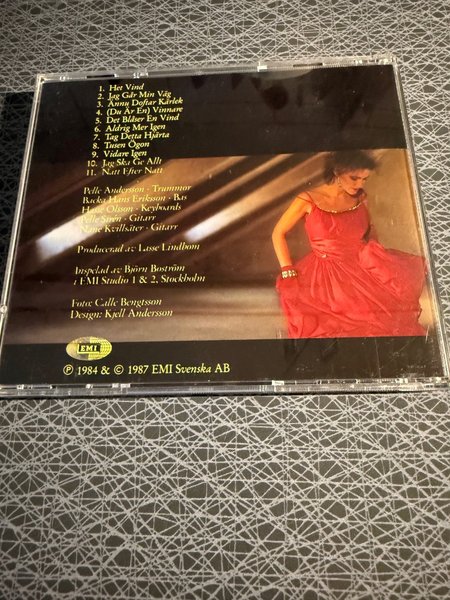 1. Het Vind
2. Jag Går Min Väg
3. Ännu Doftar Kärlek
4. (Du Är En) Vinnare
5. Det Blåser En Vind
6. Aldrig Mer Igen
7. Tag Detta Hjärta
8. Tusen Ögon
9. Vidare Igen
10. Jag Ska Ge Allt
11. Natt Efter Natt
Pelle Andersson · Trummor
Backa Hans Eriksson · Bas
Hasse Olsson · Keyboards
Pelle Sirén · Gitarr
Nane Kvillsäter · Gitarr
Producerad av Lasse Lindbom
Inspelad av Björn Boström
i EMI Studio 1 & 2, Stockholm
Foto: Calle Bengtsson
Design: Kjell Andersson
EMI
℗ 1984 & © 1987 EMI Svenska AB